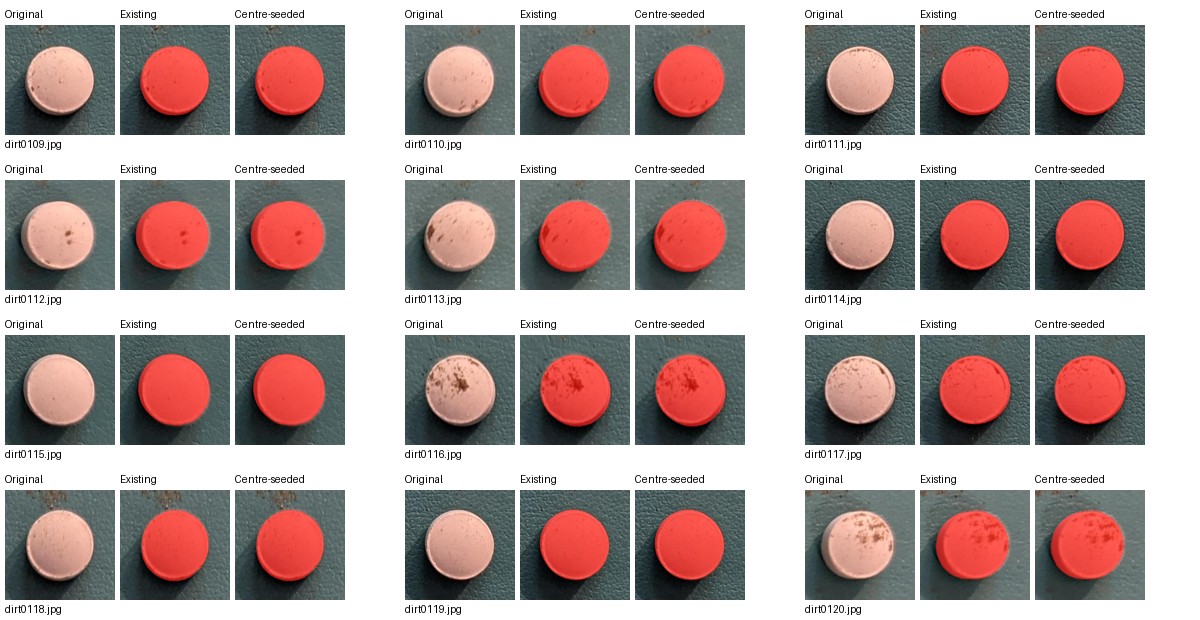 Original Existing Centre-seeded Original Existing Centre-seeded Original Existing Centre-seeded
dirt0109.jpg dirt0110.jpg dirt0111.jpg
Original Existing Centre-seeded Original Existing Centre-seeded Original Existing Centre-seeded
dirt0112.jpg dirt0113.jpg dirt0114.jpg
Original Existing Centre-seeded Original Existing Centre-seeded Original Existing Centre-seeded
dirt0115.jpg dirt0116.jpg dirt0117.jpg
Original Existing Centre-seeded Original Existing Centre-seeded Original Existing Centre-seeded
dirt0118.jpg dirt0119.jpg dirt0120.jpg